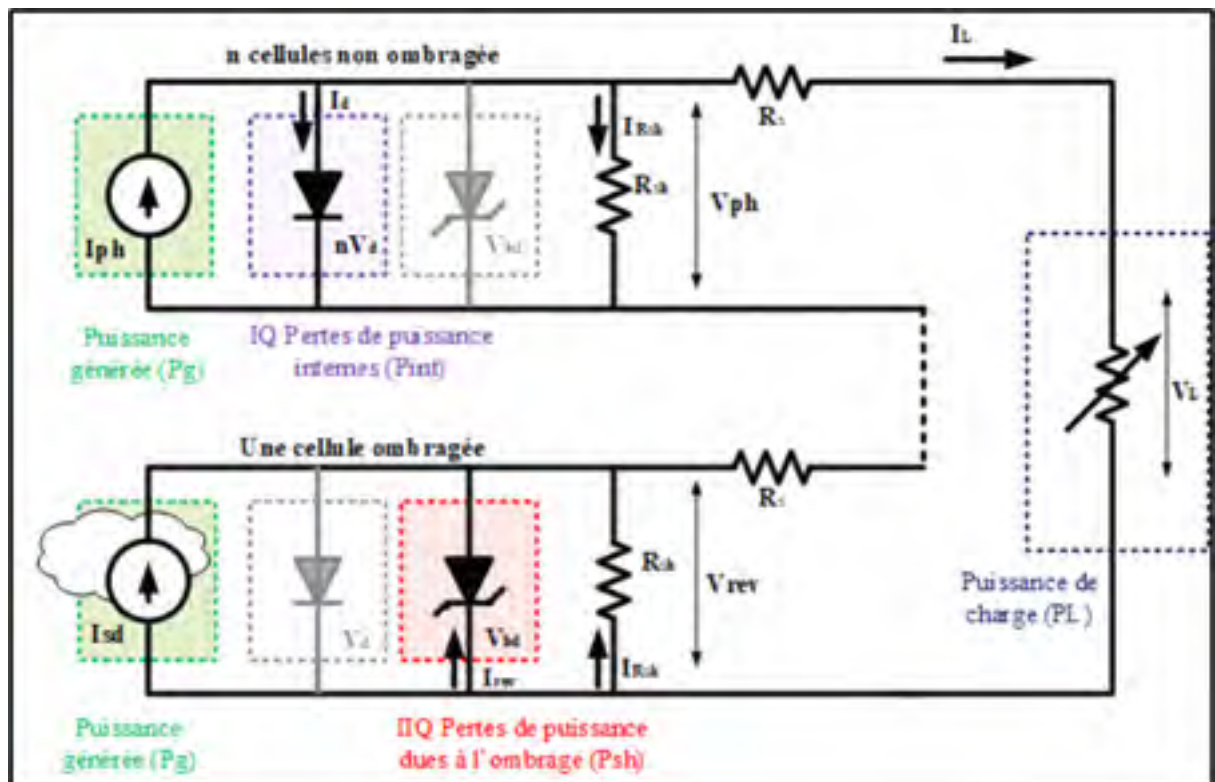 n cellules non ombragée
IL
Id
IRsh
Rsh
Rs
Vph
Iph
nVd
Vbd
Puissance
générée (Pg)
IQ Pertes de puissance
internes (Pint)
VL
Une cellule ombragée
Rs
Rsh
Vrev
Isd
Vd
Vbd
Irev
IRsh
Puissance de
charge (PL)
Puissance
générée (Pg)
IIQ Pertes de puissance
dues à l'ombrage (Psh)